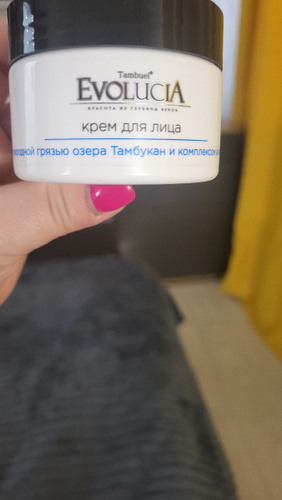 Tambuel®
EVOLUCIA
КРАСОТА ИЗ ГЛУБИНЫ ВЕКОВ
крем для лица
грязью озера Тамбукан и комплексом